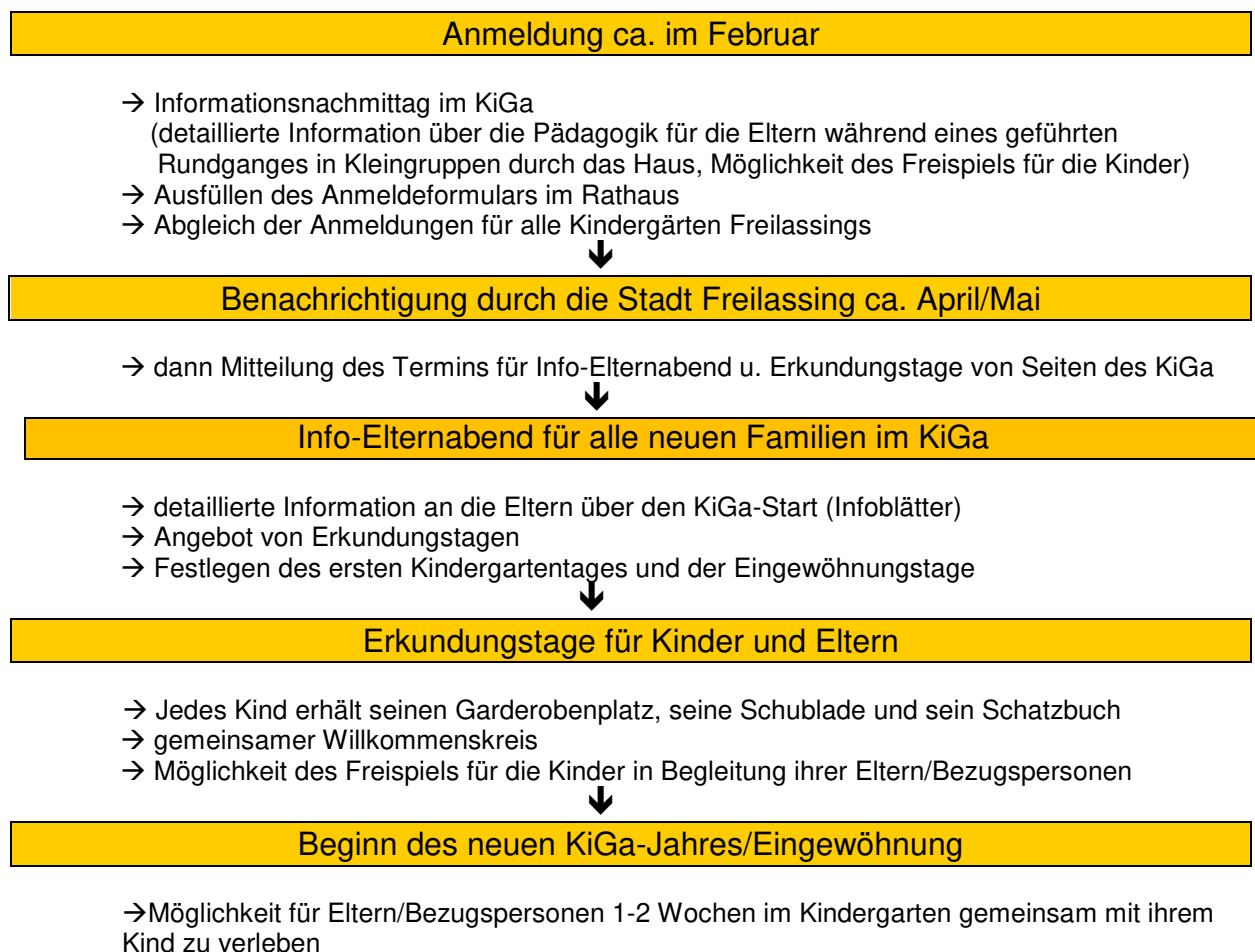 Anmeldung ca. im Februar
→ Informationsnachmittag im KiGa
(detaillierte Information über die Pädagogik für die Eltern während eines geführten
Rundganges in Kleingruppen durch das Haus, Möglichkeit des Freispiels für die Kinder)
→ Ausfüllen des Anmeldeformulars im Rathaus
→ Abgleich der Anmeldungen für alle Kindergärten Freilassings
Benachrichtigung durch die Stadt Freilassing ca. April/Mai
→ dann Mitteilung des Termins für Info-Elternabend u. Erkundungstage von Seiten des KiGa
Info-Elternabend für alle neuen Familien im KiGa
→ detaillierte Information an die Eltern über den KiGa-Start (Infoblätter)
→ Angebot von Erkundungstagen
→ Festlegen des ersten Kindergartentages und der Eingewöhnungstage
Erkundungstage für Kinder und Eltern
→ Jedes Kind erhält seinen Garderobenplatz, seine Schublade und sein Schatzbuch
→ gemeinsamer Willkommenskreis
→ Möglichkeit des Freispiels für die Kinder in Begleitung ihrer Eltern/Bezugspersonen
Beginn des neuen KiGa-Jahres/Eingewöhnung
→Möglichkeit für Eltern/Bezugspersonen 1-2 Wochen im Kindergarten gemeinsam mit ihrem
Kind zu verleben